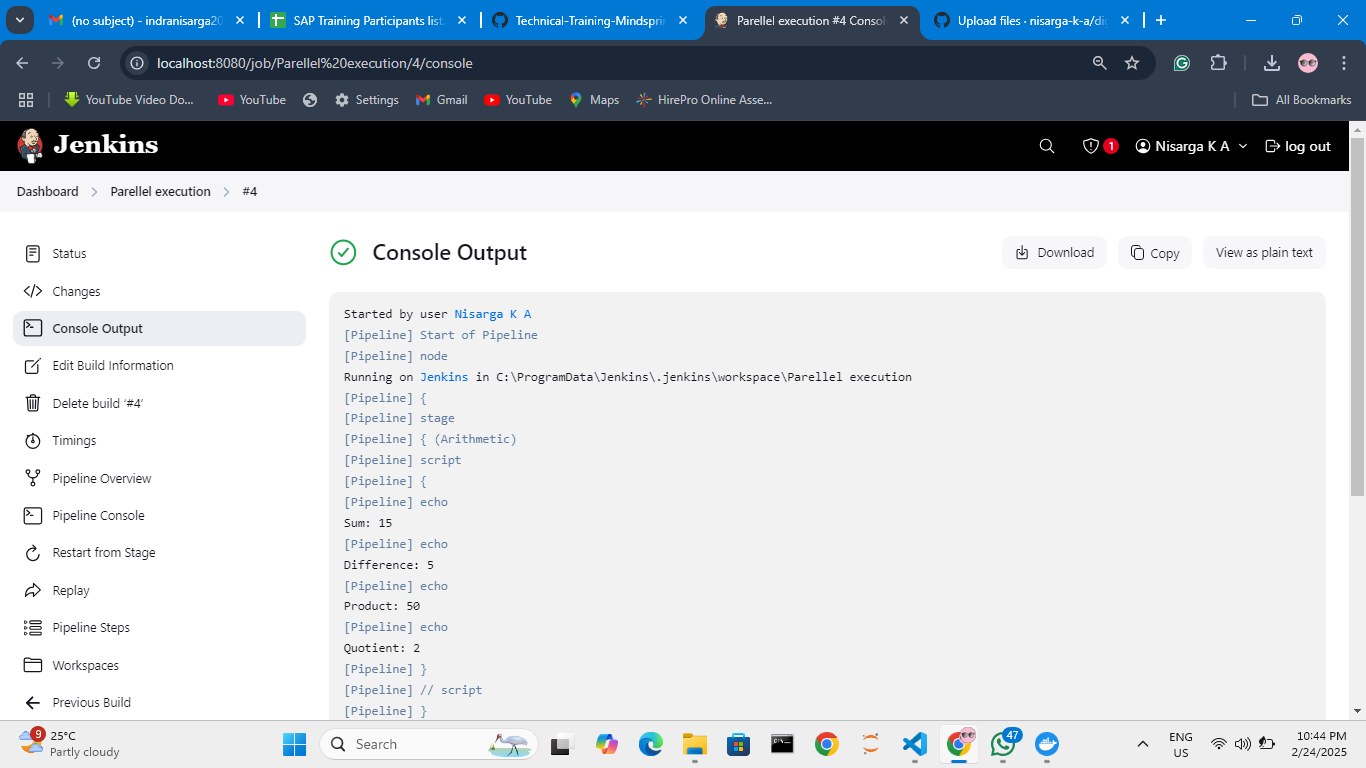 (no subject) - indranisarga20
SAP Training Participants list.
Technical-Training-Mindsprin
Parellel execution #4 Consol
Upload files · nisarga-k-a/dig
localhost:8080/job/Parellel%20execution/4/console
YouTube Video Do...
YouTube
Settings
Gmail
YouTube
Maps
HirePro Online Asse...
All Bookmarks
Jenkins
1
Nisarga K A
log out
Dashboard
Parellel execution
#4
Status
Changes
Console Output
Edit Build Information
Delete build ‘#4’
Timings
Pipeline Overview
Pipeline Console
Restart from Stage
Replay
Pipeline Steps
Workspaces
Previous Build
Console Output
Download
Copy
View as plain text
Started by user Nisarga K A
[Pipeline] Start of Pipeline
[Pipeline] node
Running on Jenkins in C:\ProgramData\Jenkins\.jenkins\workspace\Parellel execution
[Pipeline] {
[Pipeline] stage
[Pipeline] { (Arithmetic)
[Pipeline] script
[Pipeline] {
[Pipeline] echo
Sum: 15
[Pipeline] echo
Difference: 5
[Pipeline] echo
Product: 50
[Pipeline] echo
Quotient: 2
[Pipeline] }
[Pipeline] // script
[Pipeline] }
9
25°C
Partly cloudy
Search
47
ENG
US
10:44 PM
2/24/2025